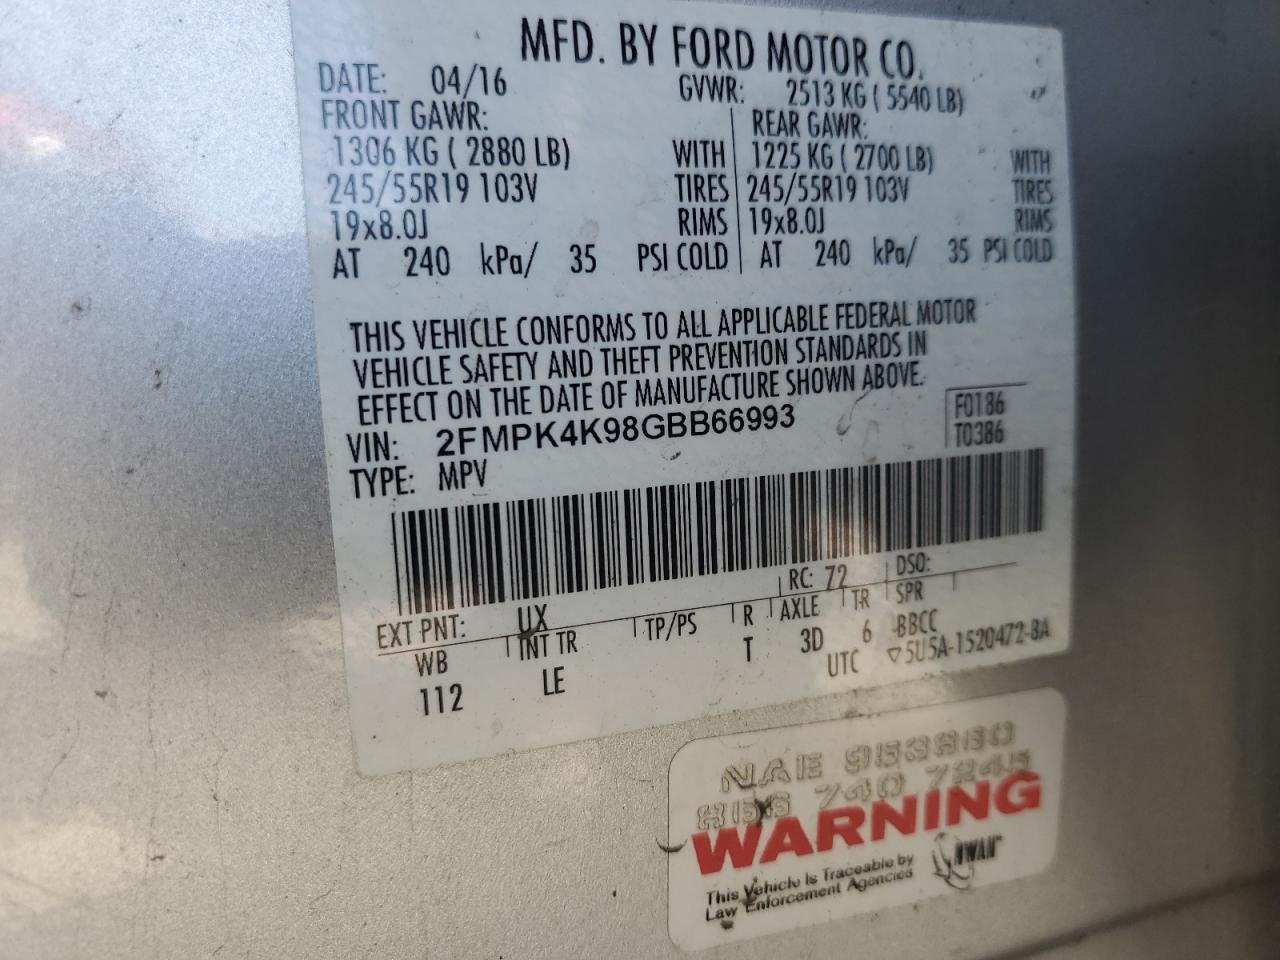 MFD. BY FORD MOTOR CO.
DATE: 04/16 GVWR: 2513 KG ( 5540 LB)
FRONT GAWR: REAR GAWR:
1306 KG ( 2880 LB) WITH 1225 KG ( 2700 LB) WITH
245/55R19 103V TIRES 245/55R19 103V TIRES
19x8.0J RIMS 19x8.0J RIMS
AT 240 kPa/ 35 PSI COLD AT 240 kPa/ 35 PSI COLD
THIS VEHICLE CONFORMS TO ALL APPLICABLE FEDERAL MOTOR
VEHICLE SAFETY AND THEFT PREVENTION STANDARDS IN
EFFECT ON THE DATE OF MANUFACTURE SHOWN ABOVE.
VIN: 2FMPK4K98GBB66993 F0186
TYPE: MPV T0386
EXT PNT: UX RC: 72 DSO:
WB INT TR TP/PS R AXLE TR SPR
112 LE T 3D 6 -BBCC
UTC ▽5U5A-1520472-BA
NAE 953860
740
WARNING
This Vehicle Is Traceable by
Law Enforcement Agencies
NWAN